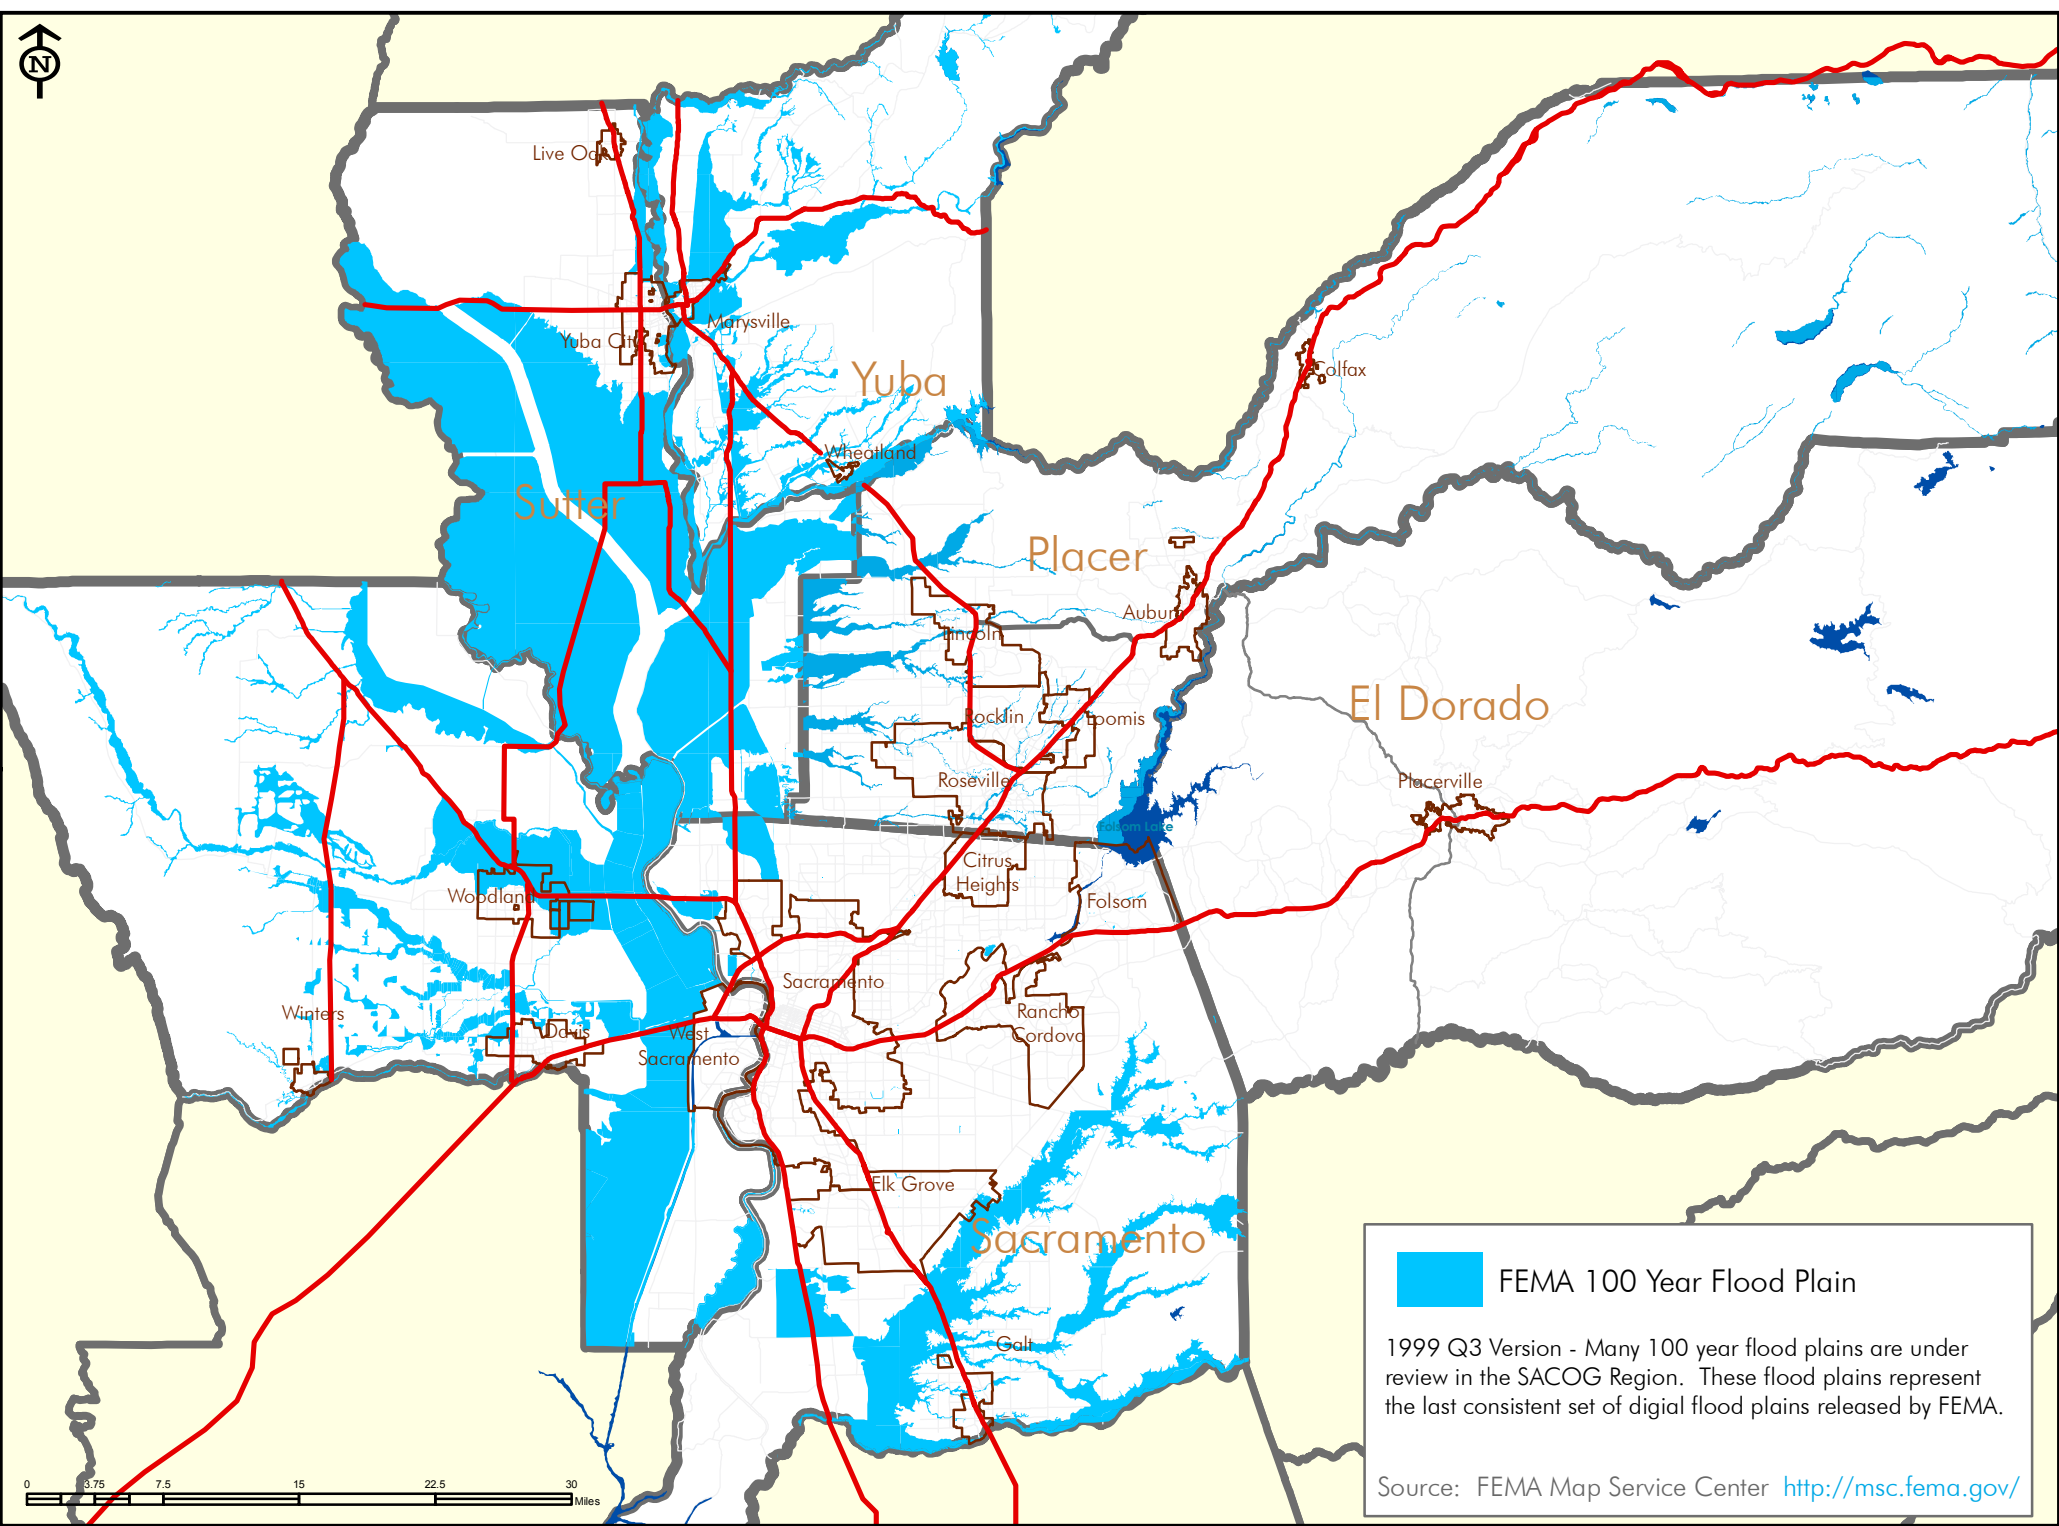 N
Live Oak
Marysville
Yuba City
Yuba
Colfax
Wheatland
Sutter
Placer
Auburn
Lincoln
El Dorado
Rocklin
Loomis
Roseville
Placerville
Folsom Lake
Citrus
Heights
Woodland
Folsom
Sacramento
Winters
Davis
West
Sacramento
Rancho
Cordova
Elk Grove
Sacramento
Galt
FEMA 100 Year Flood Plain
1999 Q3 Version - Many 100 year flood plains are under
review in the SACOG Region. These flood plains represent
the last consistent set of digial flood plains released by FEMA.
Source: FEMA Map Service Center http://msc.fema.gov/
0 3.75 7.5 15 22.5 30
Miles